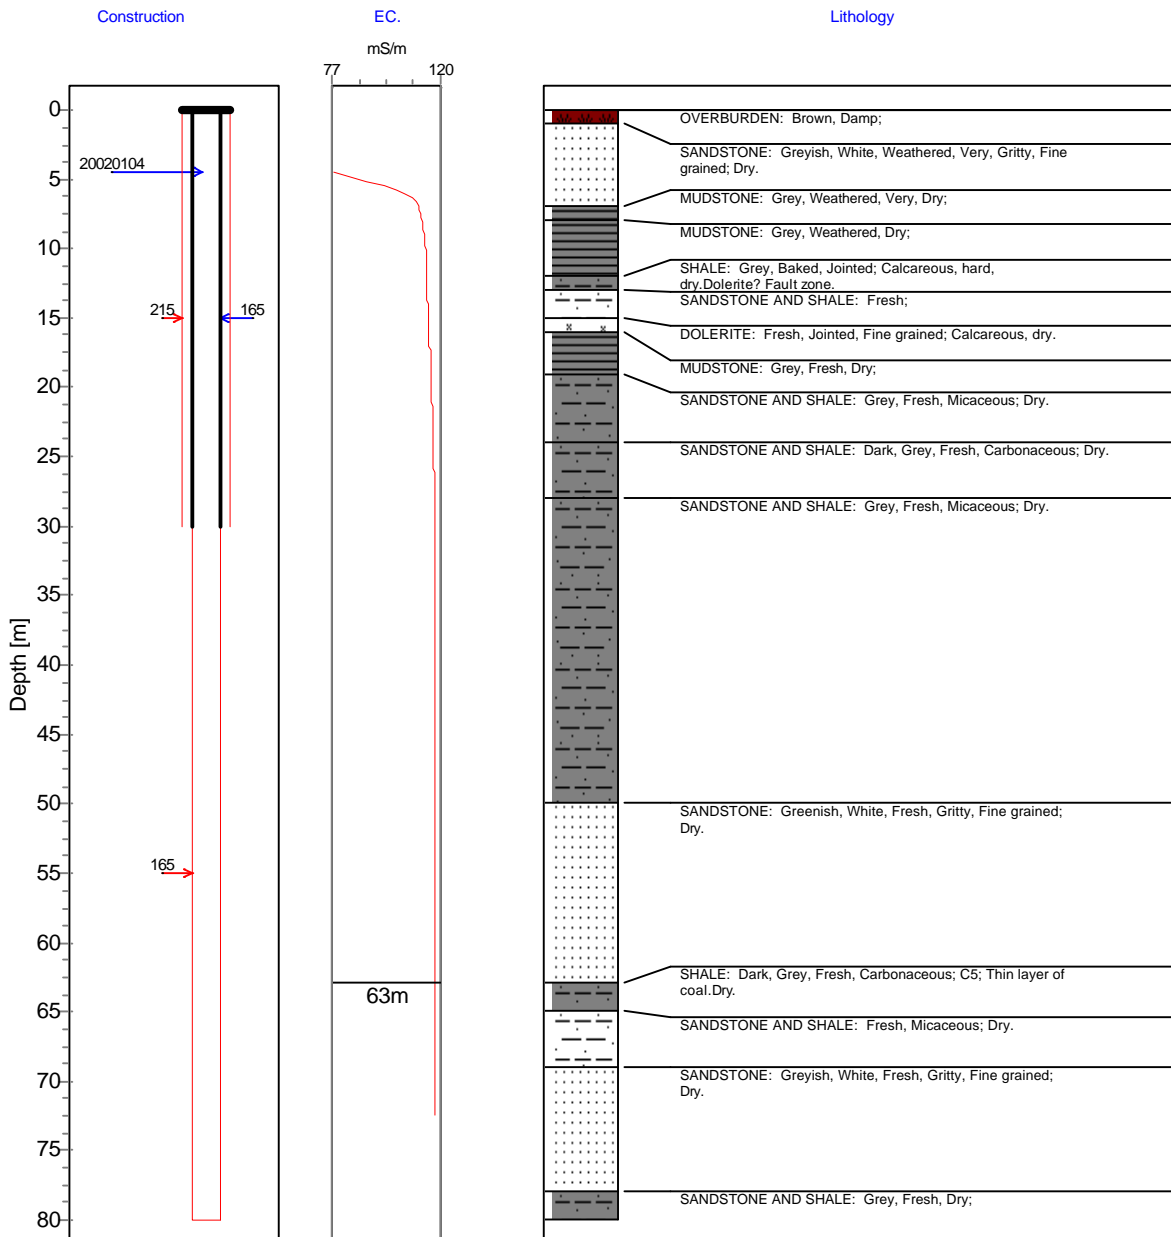 Construction
EC.
Lithology
mS/m
77
120
0
OVERBURDEN: Brown, Damp;
SANDSTONE: Greyish, White, Weathered, Very, Gritty, Fine
grained; Dry.
20020104
5
MUDSTONE: Grey, Weathered, Very, Dry;
MUDSTONE: Grey, Weathered, Dry;
10
SHALE: Grey, Baked, Jointed; Calcareous, hard,
dry.Dolerite? Fault zone.
SANDSTONE AND SHALE: Fresh;
215
165
15
DOLERITE: Fresh, Jointed, Fine grained; Calcareous, dry.
MUDSTONE: Grey, Fresh, Dry;
20
SANDSTONE AND SHALE: Grey, Fresh, Micaceous; Dry.
SANDSTONE AND SHALE: Dark, Grey, Fresh, Carbonaceous; Dry.
25
SANDSTONE AND SHALE: Grey, Fresh, Micaceous; Dry.
30
35
Depth [m]
40
45
50
SANDSTONE: Greenish, White, Fresh, Gritty, Fine grained;
Dry.
165
55
60
SHALE: Dark, Grey, Fresh, Carbonaceous; C5; Thin layer of
coal.Dry.
63m
65
SANDSTONE AND SHALE: Fresh, Micaceous; Dry.
70
SANDSTONE: Greyish, White, Fresh, Gritty, Fine grained;
Dry.
75
SANDSTONE AND SHALE: Grey, Fresh, Dry;
80